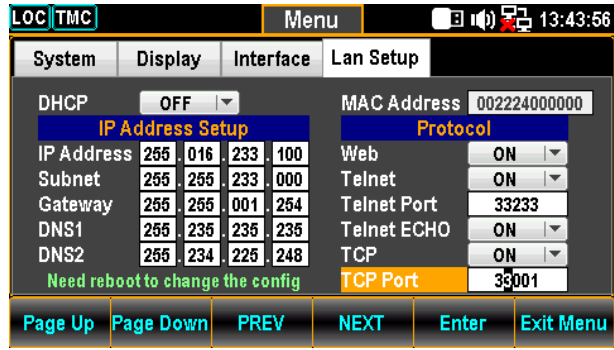 LOC TMC Menu 13:43:56
System Display Interface Lan Setup
DHCP OFF MAC Address 002224000000
IP Address Setup Protocol
IP Address 255 . 016 . 233 . 100 Web ON
Subnet 255 . 255 . 233 . 000 Telnet ON
Gateway 255 . 255 . 001 . 254 Telnet Port 33233
DNS1 255 . 235 . 235 . 235 Telnet ECHO ON
DNS2 255 . 234 . 225 . 248 TCP ON
Need reboot to change the config TCP Port 33001
Page Up Page Down PREV NEXT Enter Exit Menu